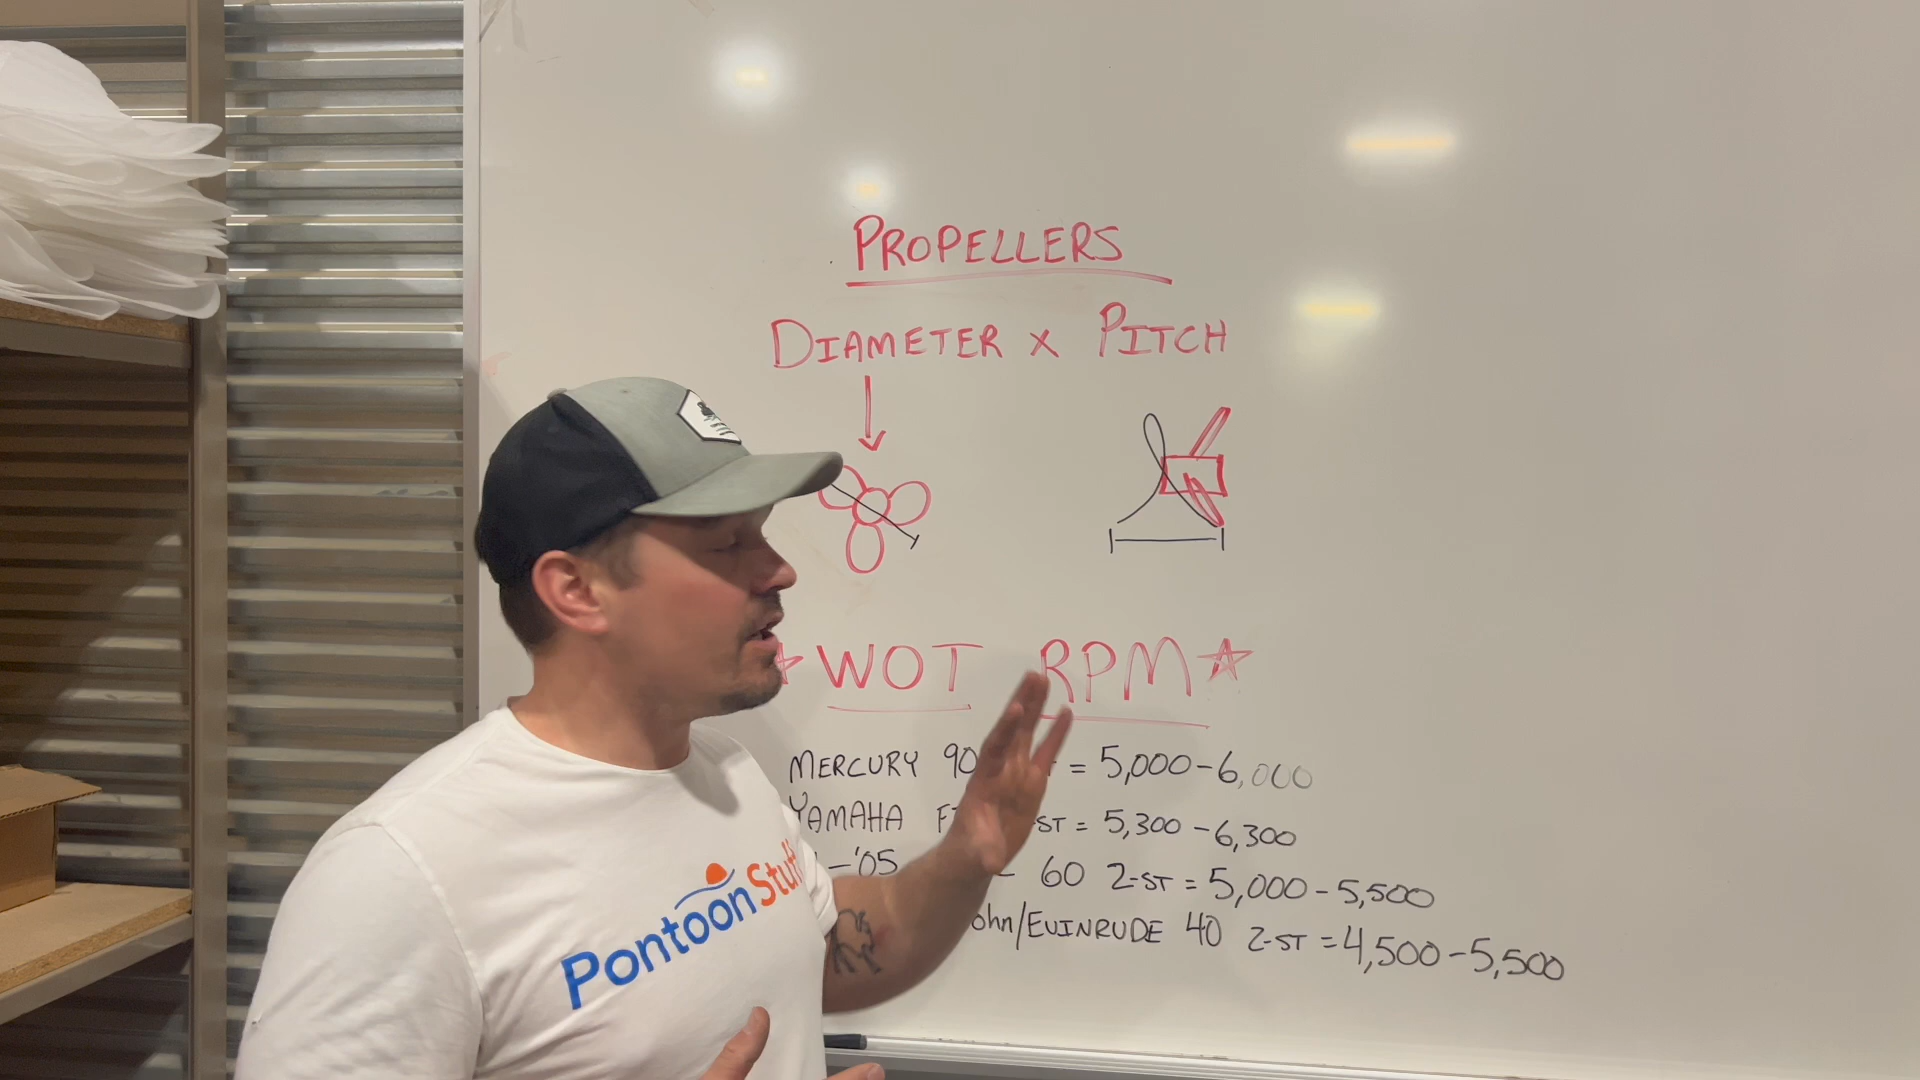 PROPELLERS
DIAMETER x PITCH
WOT RPM
MERCURY 90 = 5,000-6,000
YAMAHA ST = 5,300-6,300
-'05 60 2-ST = 5,000-5,500
ohn/EVINRUDE 40 2-ST = 4,500-5,500
PontoonStuff